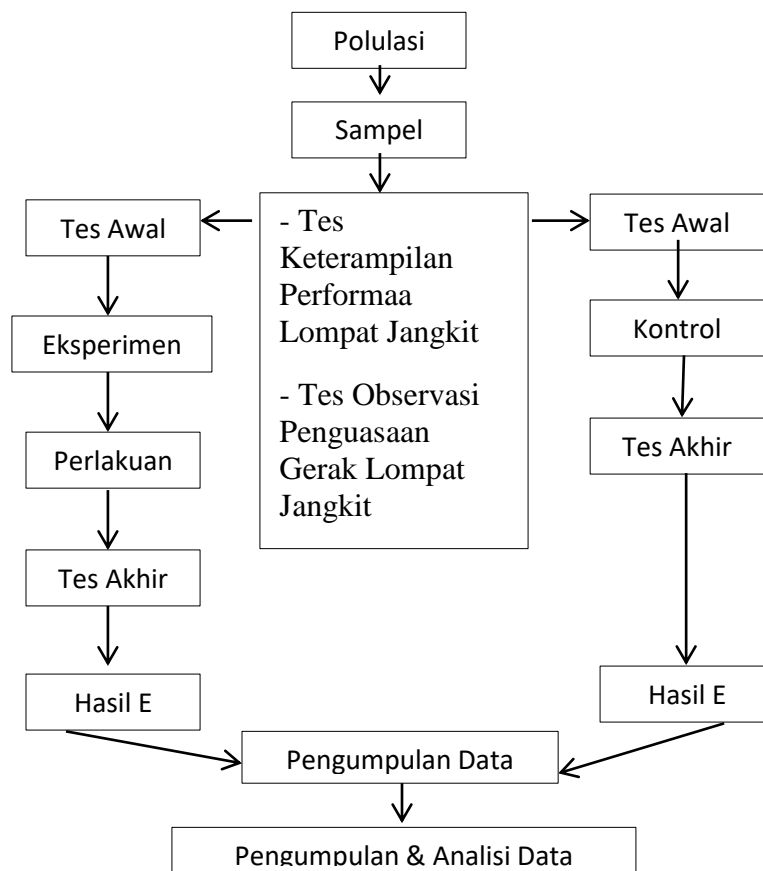 Polulasi
Sampel
Tes Awal
Eksperimen
Perlakuan
Tes Akhir
Hasil E
- Tes
Keterampilan
Performaa
Lompat Jangkit
- Tes Observasi
Penguasaan
Gerak Lompat
Jangkit
Tes Awal
Kontrol
Tes Akhir
Hasil E
Pengumpulan Data
Pengumpulan & Analisi Data